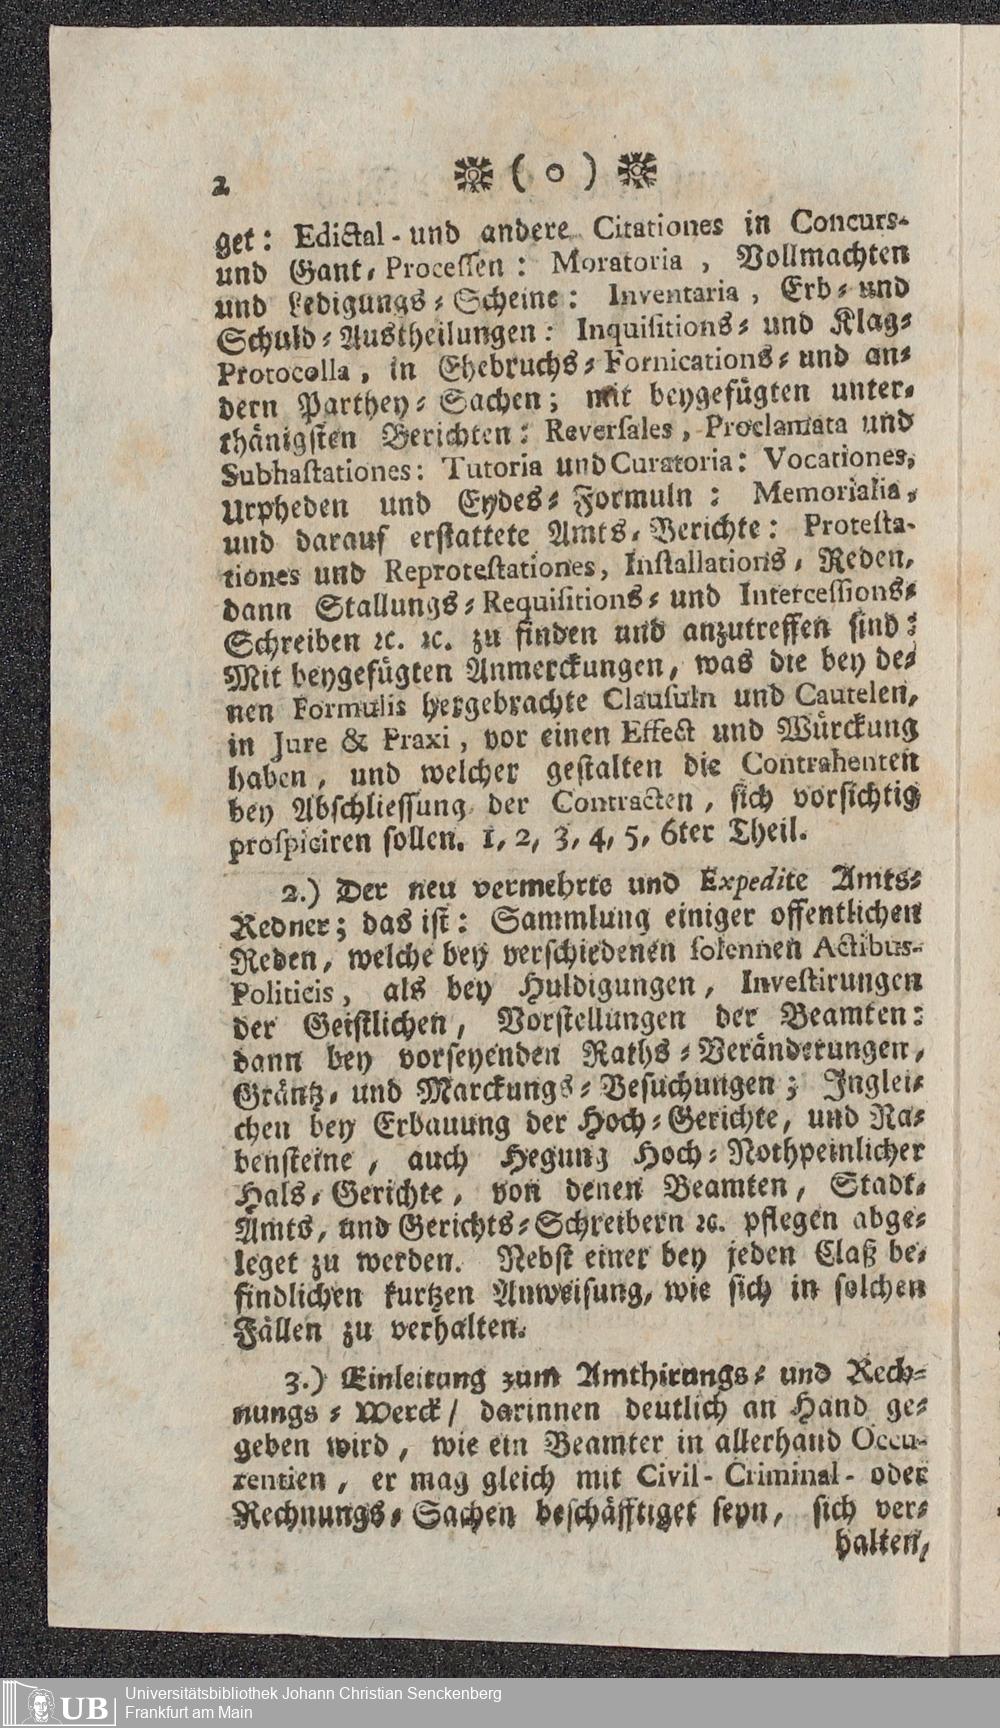 2 ( o )
get: Edictal- und andere Citationes in Concurs-
und Gant-Processen: Moratoria, Vollmachten
und Ledigungs-Scheine: Inventaria, Erb- und
Schuld-Austheilungen: Inquisitions- und Klag-
Protocolla, in Ehebruchs-Fornications- und an-
dern Parthey-Sachen; mit beygefügten unter-
thänigsten Berichten: Reversales, Proclamata und
Subhastationes: Tutoria und Curatoria: Vocationes,
Urpheden und Eydes-Formuln: Memorialia,
und darauf erstattete Amts-Berichte: Protesta-
tiones und Reprotestationes, Installations-Reden,
dann Stallungs-Requisitions- und Intercessions-
Schreiben ꝛc. ꝛc. zu finden und anzutreffen sind:
Mit beygefügten Anmerckungen, was die bey de-
nen Formulis hergebrachte Clausuln und Cautelen,
in Jure & Praxi, vor einen Effect und Würckung
haben, und welcher gestalten die Contrahenten
bey Abschliessung der Contracten, sich vorsichtig
prospiciren sollen. 1, 2, 3, 4, 5, 6ter Theil.
2.) Der neu vermehrte und Expedite Amts-
Redner; das ist: Sammlung einiger offentlichen
Reden, welche bey verschiedenen solennen Actibus-
Politicis, als bey Huldigungen, Investirungen
der Geistlichen, Vorstellungen der Beamten:
dann bey vorseyenden Raths-Veränderungen,
Gräntz- und Marckungs-Besuchungen; Inglei-
chen bey Erbauung der Hoch-Gerichte, und Ra-
bensteine, auch Hegung Hoch-Nothpeinlicher
Hals-Gerichte, von denen Beamten, Stadt-
Amts, und Gerichts-Schreibern ꝛc. pflegen abge-
leget zu werden. Nebst einer bey jeden Claß be-
findlichen kurtzen Anweisung, wie sich in solchen
Fällen zu verhalten.
3.) Einleitung zum Amthirungs- und Rech-
nungs-Werck/ darinnen deutlich an Hand ge-
geben wird, wie ein Beamter in allerhand Occu-
rentien, er mag gleich mit Civil- Criminal- oder
Rechnungs-Sachen beschäfftiget seyn, sich ver-
halten,
UB Universitätsbibliothek Johann Christian Senckenberg
Frankfurt am Main